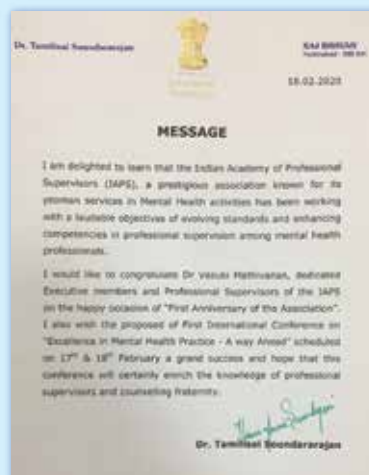 Dr. Tamilisai Soundararajan
RAJ BHAVAN
18.02.2020
MESSAGE
I am delighted to learn that the Indian Academy of Professional
Supervisors (IAPS), a prestigious association known for its
yeomen services in Mental Health activities has been working
with a laudable objectives of evolving standards and enhancing
competencies in professional supervision among mental health
professionals.
I would like to congratulate Dr Vasuki Mathivanan, dedicated
Executive members and Professional Supervisors of the IAPS
on the happy occasion of "First Anniversary of the Association".
I also wish the proposed of First International Conference on
"Excellence in Mental Health Practice - A way Ahead" scheduled
on 17th & 18th February a grand success and hope that this
conference will certainly enrich the knowledge of professional
supervisors and counselling fraternity.
Dr. Tamilisai Soundararajan